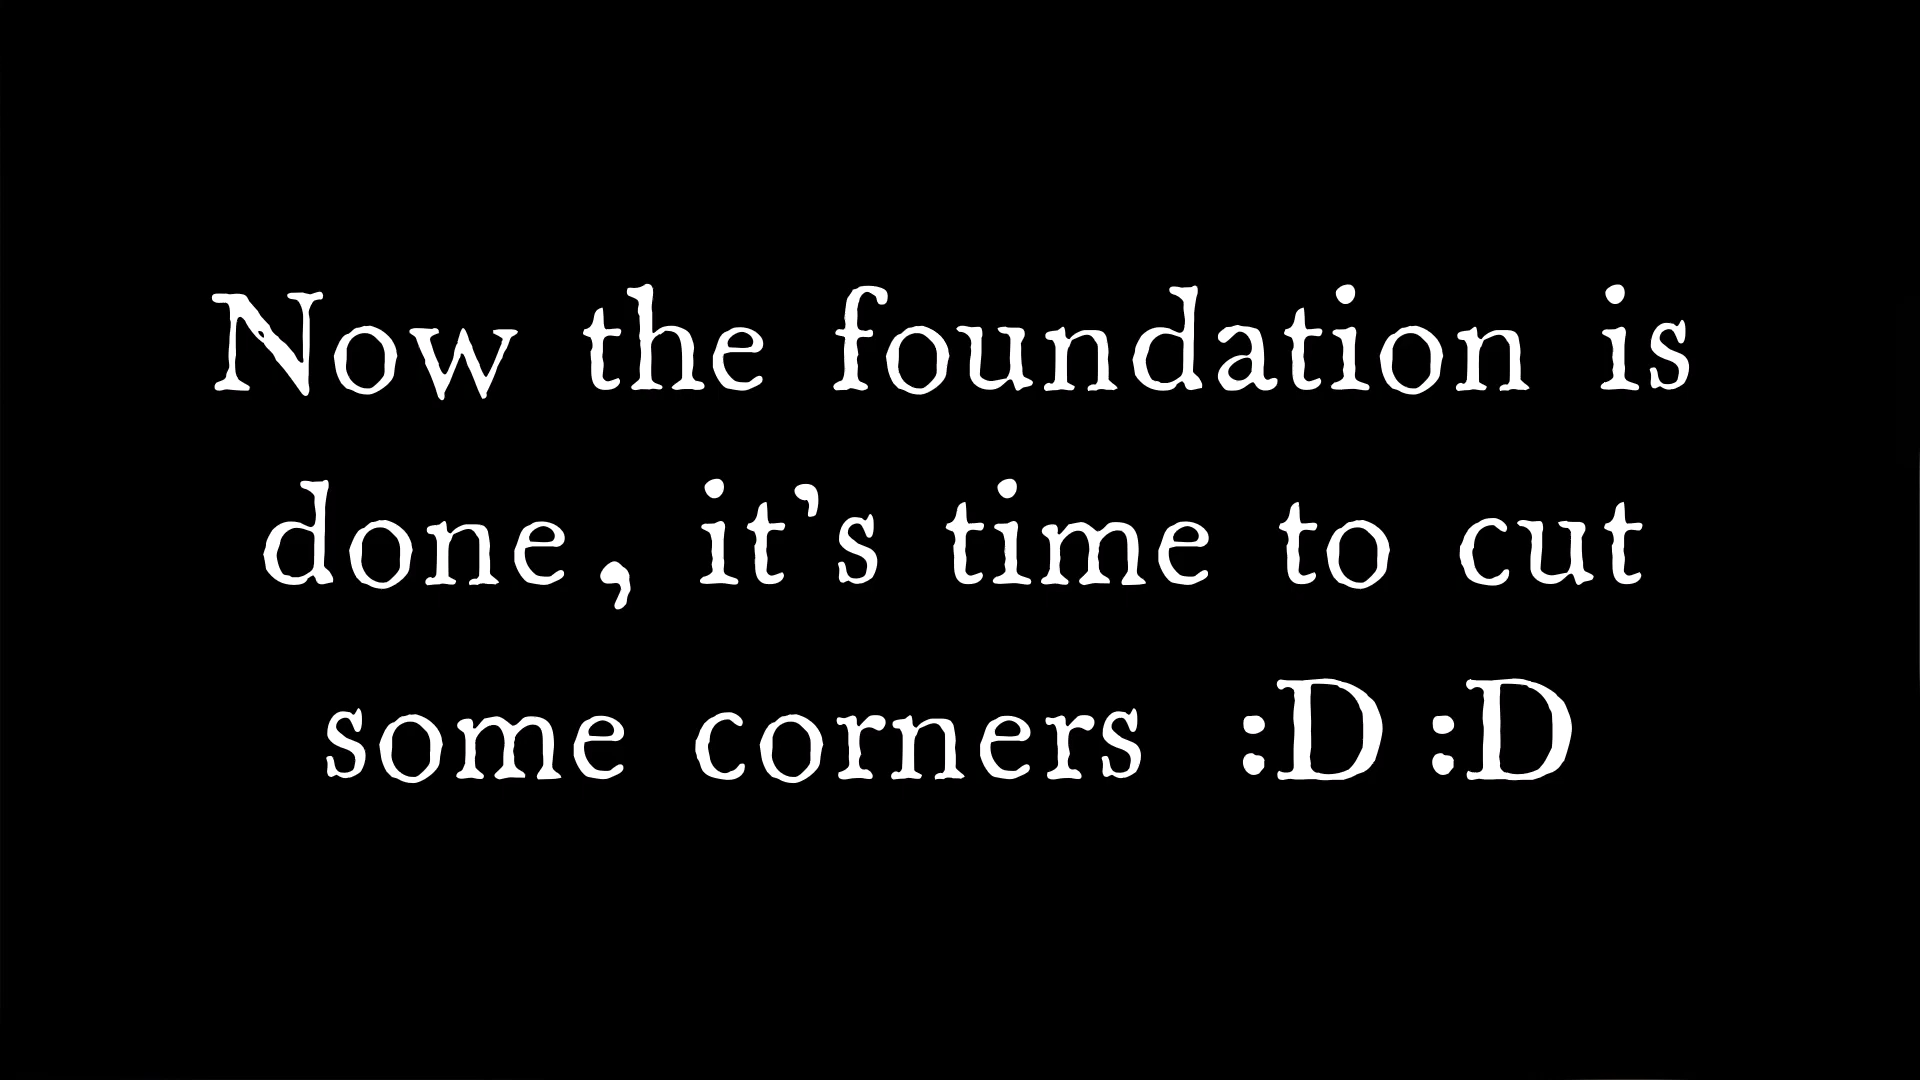 Now the foundation is
done, it's time to cut
some corners :D :D